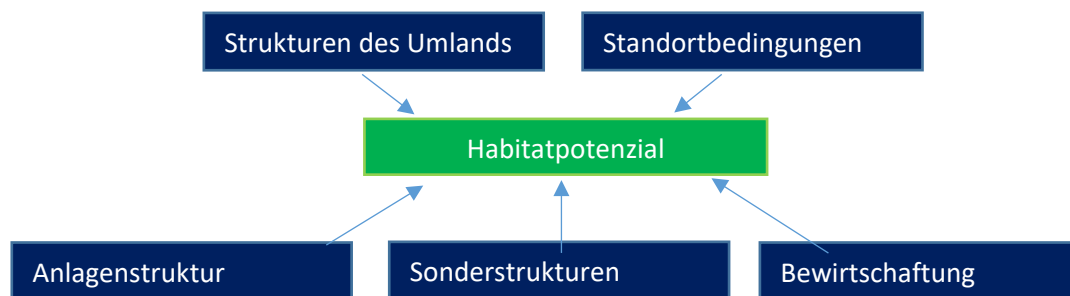 Strukturen des Umlands
Standortbedingungen
Habitatpotenzial
Anlagenstruktur
Sonderstrukturen
Bewirtschaftung